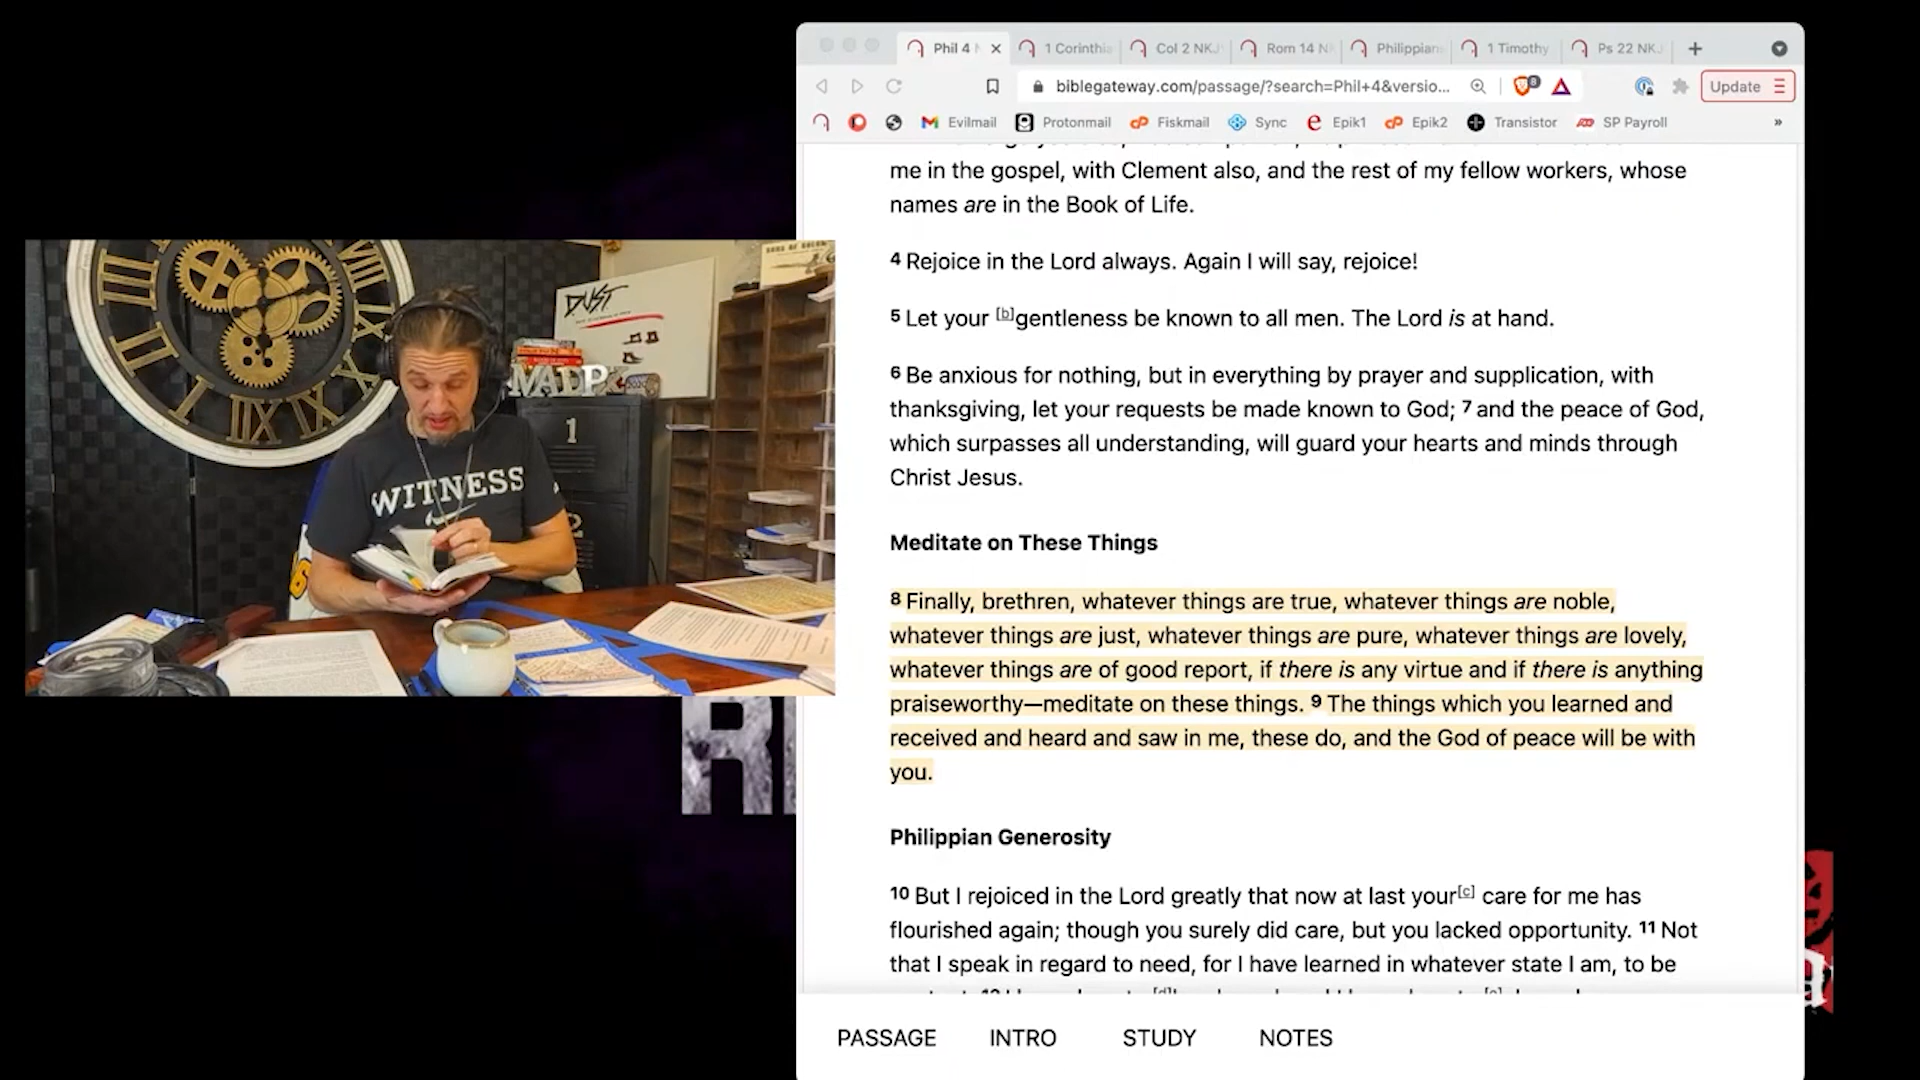 Phil 4 N
1 Corinthia
Col 2 NKJ
Rom 14 N
Philippian
1 Timothy
Ps 22 NKJ
biblegateway.com/passage/?search=Phil+4&versio...
8
Update
Evilmail
Protonmail
Fiskmail
Sync
Epik1
Epik2
Transistor
SP Payroll
»
me in the gospel, with Clement also, and the rest of my fellow workers, whose
names are in the Book of Life.
4 Rejoice in the Lord always. Again I will say, rejoice!
5 Let your [b]gentleness be known to all men. The Lord is at hand.
6 Be anxious for nothing, but in everything by prayer and supplication, with
thanksgiving, let your requests be made known to God; 7 and the peace of God,
which surpasses all understanding, will guard your hearts and minds through
Christ Jesus.
Meditate on These Things
8 Finally, brethren, whatever things are true, whatever things are noble,
whatever things are just, whatever things are pure, whatever things are lovely,
whatever things are of good report, if there is any virtue and if there is anything
praiseworthy—meditate on these things. 9 The things which you learned and
received and heard and saw in me, these do, and the God of peace will be with
you.
Philippian Generosity
10 But I rejoiced in the Lord greatly that now at last your[c] care for me has
flourished again; though you surely did care, but you lacked opportunity. 11 Not
that I speak in regard to need, for I have learned in whatever state I am, to be
PASSAGE
INTRO
STUDY
NOTES
DUST
1
2
WITNESS